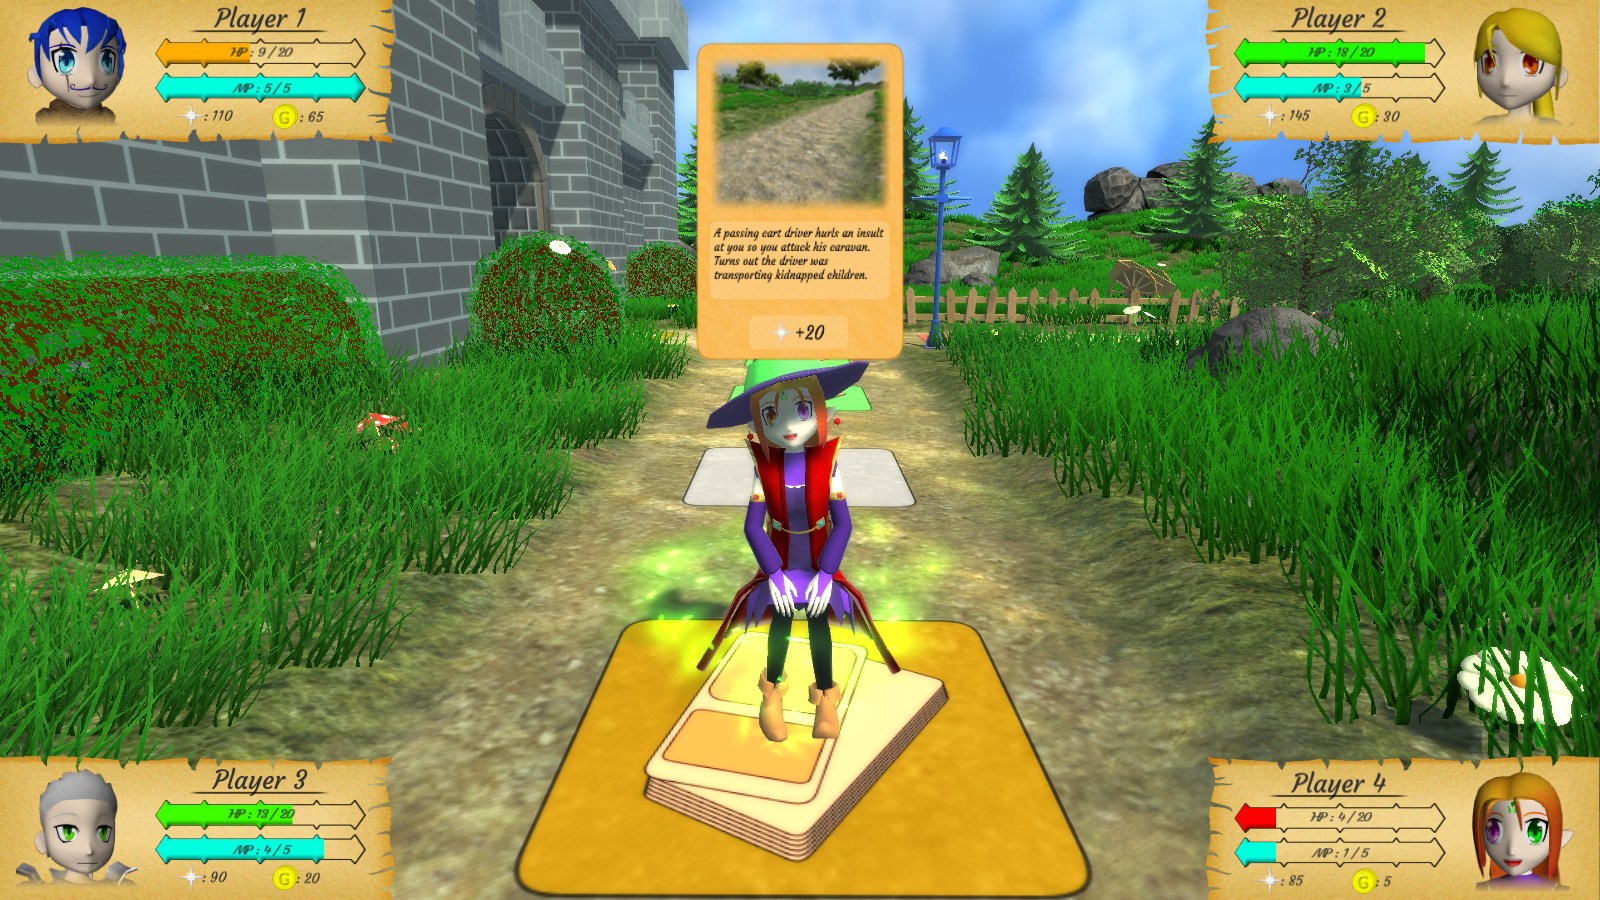 Player 1
HP : 9 / 20
MP : 5 / 5
: 110
G : 65
Player 2
HP : 18 / 20
MP : 3 / 5
: 145
G : 30
A passing cart driver hurls an insult
at you so you attack his caravan.
Turns out the driver was
transporting kidnapped children.
+20
Player 3
HP : 13 / 20
MP : 4 / 5
: 90
G : 20
Player 4
HP : 4 / 20
MP : 1 / 5
: 85
G : 5